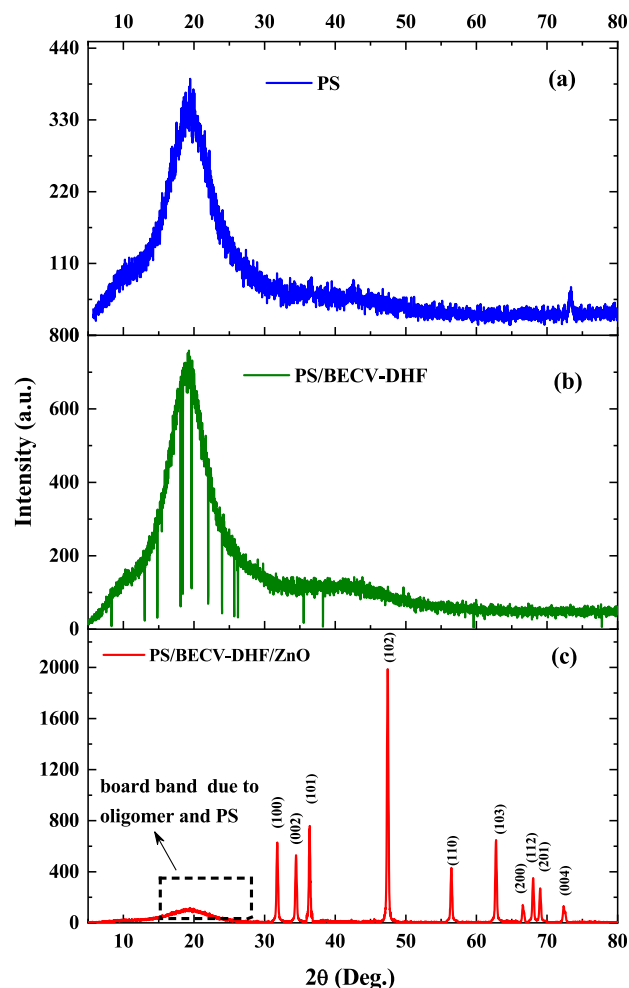 10 20 30 40 50 60 70 80
440
330
220
110
PS
(a)
800
600
400
200
0
PS/BECV-DHF
(b)
Intensity (a.u.)
2000
1600
1200
800
400
0
PS/BECV-DHF/ZnO
(c)
board band due to
oligomer and PS
(100)
(002)
(101)
(102)
(110)
(103)
(200)
(112)
(201)
(004)
10 20 30 40 50 60 70 80
2θ (Deg.)